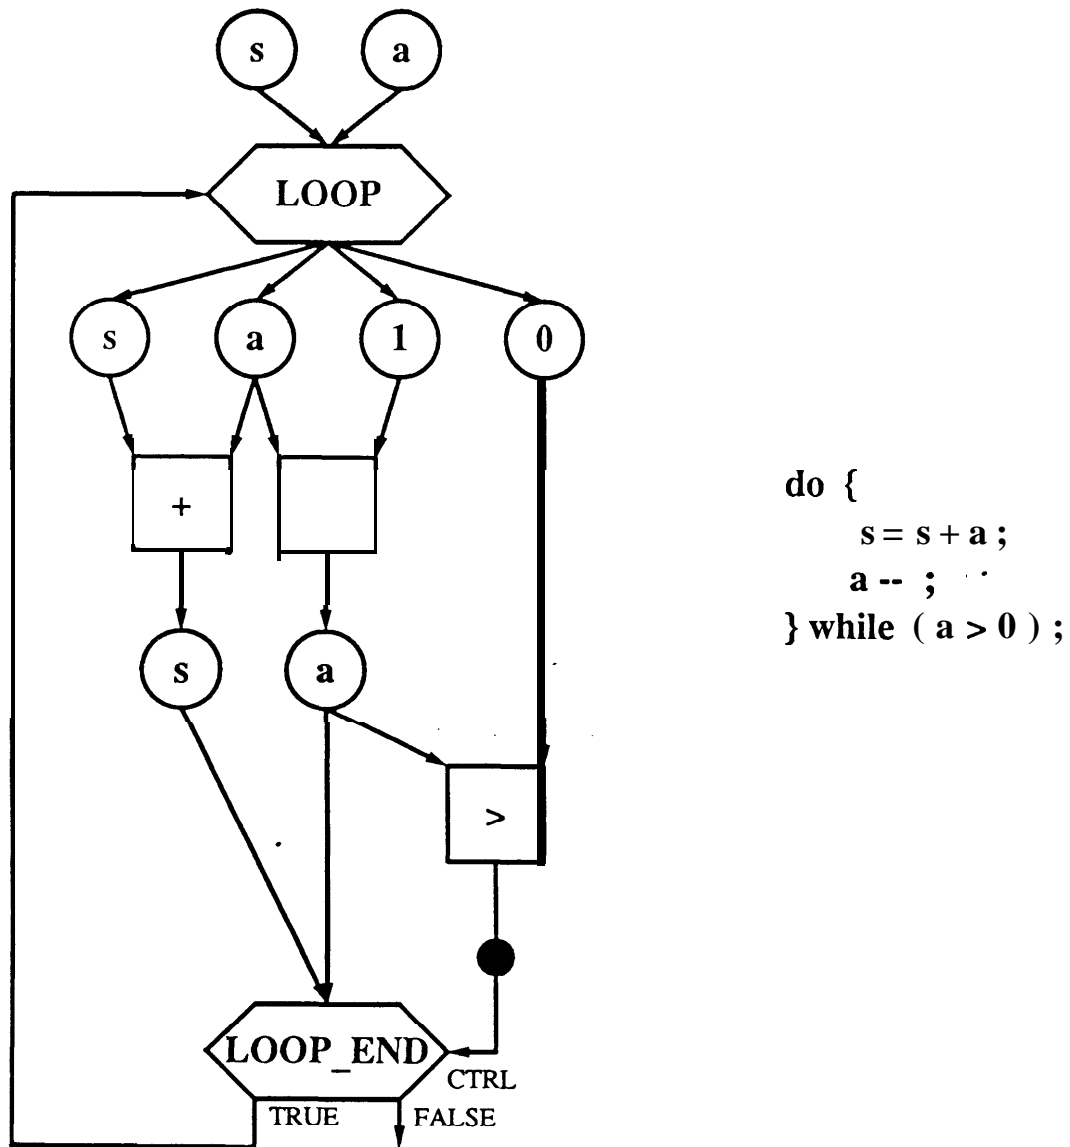 s a
LOOP
s a 1 0
+
s a
>
LOOP_END
CTRL
TRUE FALSE
do {
s = s + a ;
a -- ;
} while ( a > 0 ) ;